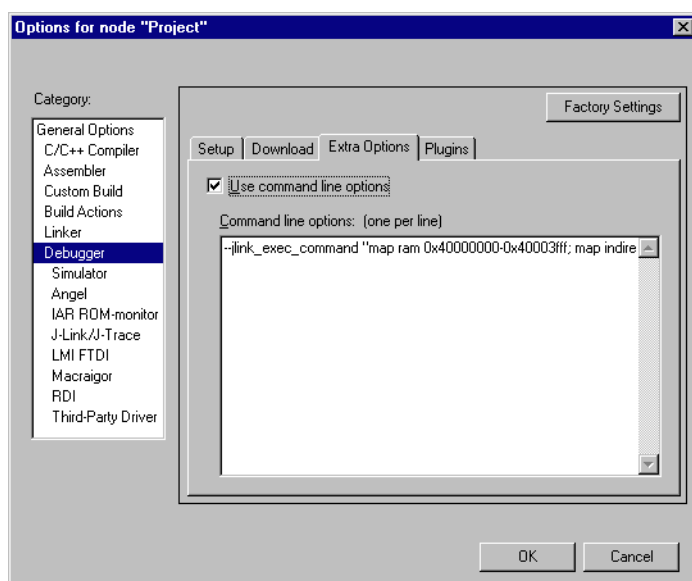 Options for node "Project"
Category:
Factory Settings
General Options
C/C++ Compiler
Assembler
Custom Build
Build Actions
Linker
Debugger
Simulator
Angel
IAR ROM-monitor
J-Link/J-Trace
LMI FTDI
Macraigor
RDI
Third-Party Driver
Setup Download Extra Options Plugins
Use command line options
Command line options: (one per line)
--jlink_exec_command "map ram 0x40000000-0x40003fff; map indire
OK Cancel